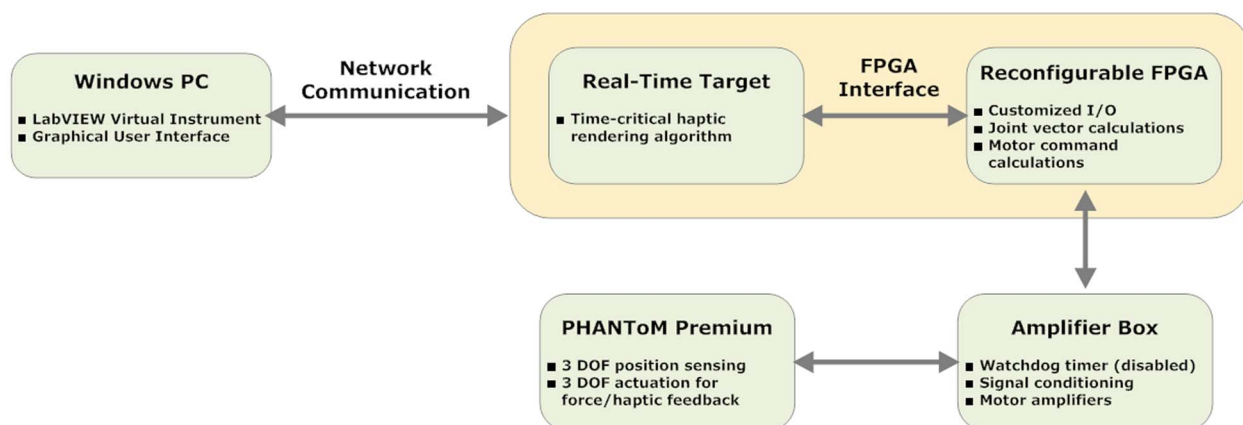 Windows PC
■ LabVIEW Virtual Instrument
■ Graphical User Interface
Network
Communication
Real-Time Target
■ Time-critical haptic
rendering algorithm
FPGA
Interface
Reconfigurable FPGA
■ Customized I/O
■ Joint vector calculations
■ Motor command
calculations
PHANToM Premium
■ 3 DOF position sensing
■ 3 DOF actuation for
force/haptic feedback
Amplifier Box
■ Watchdog timer (disabled)
■ Signal conditioning
■ Motor amplifiers